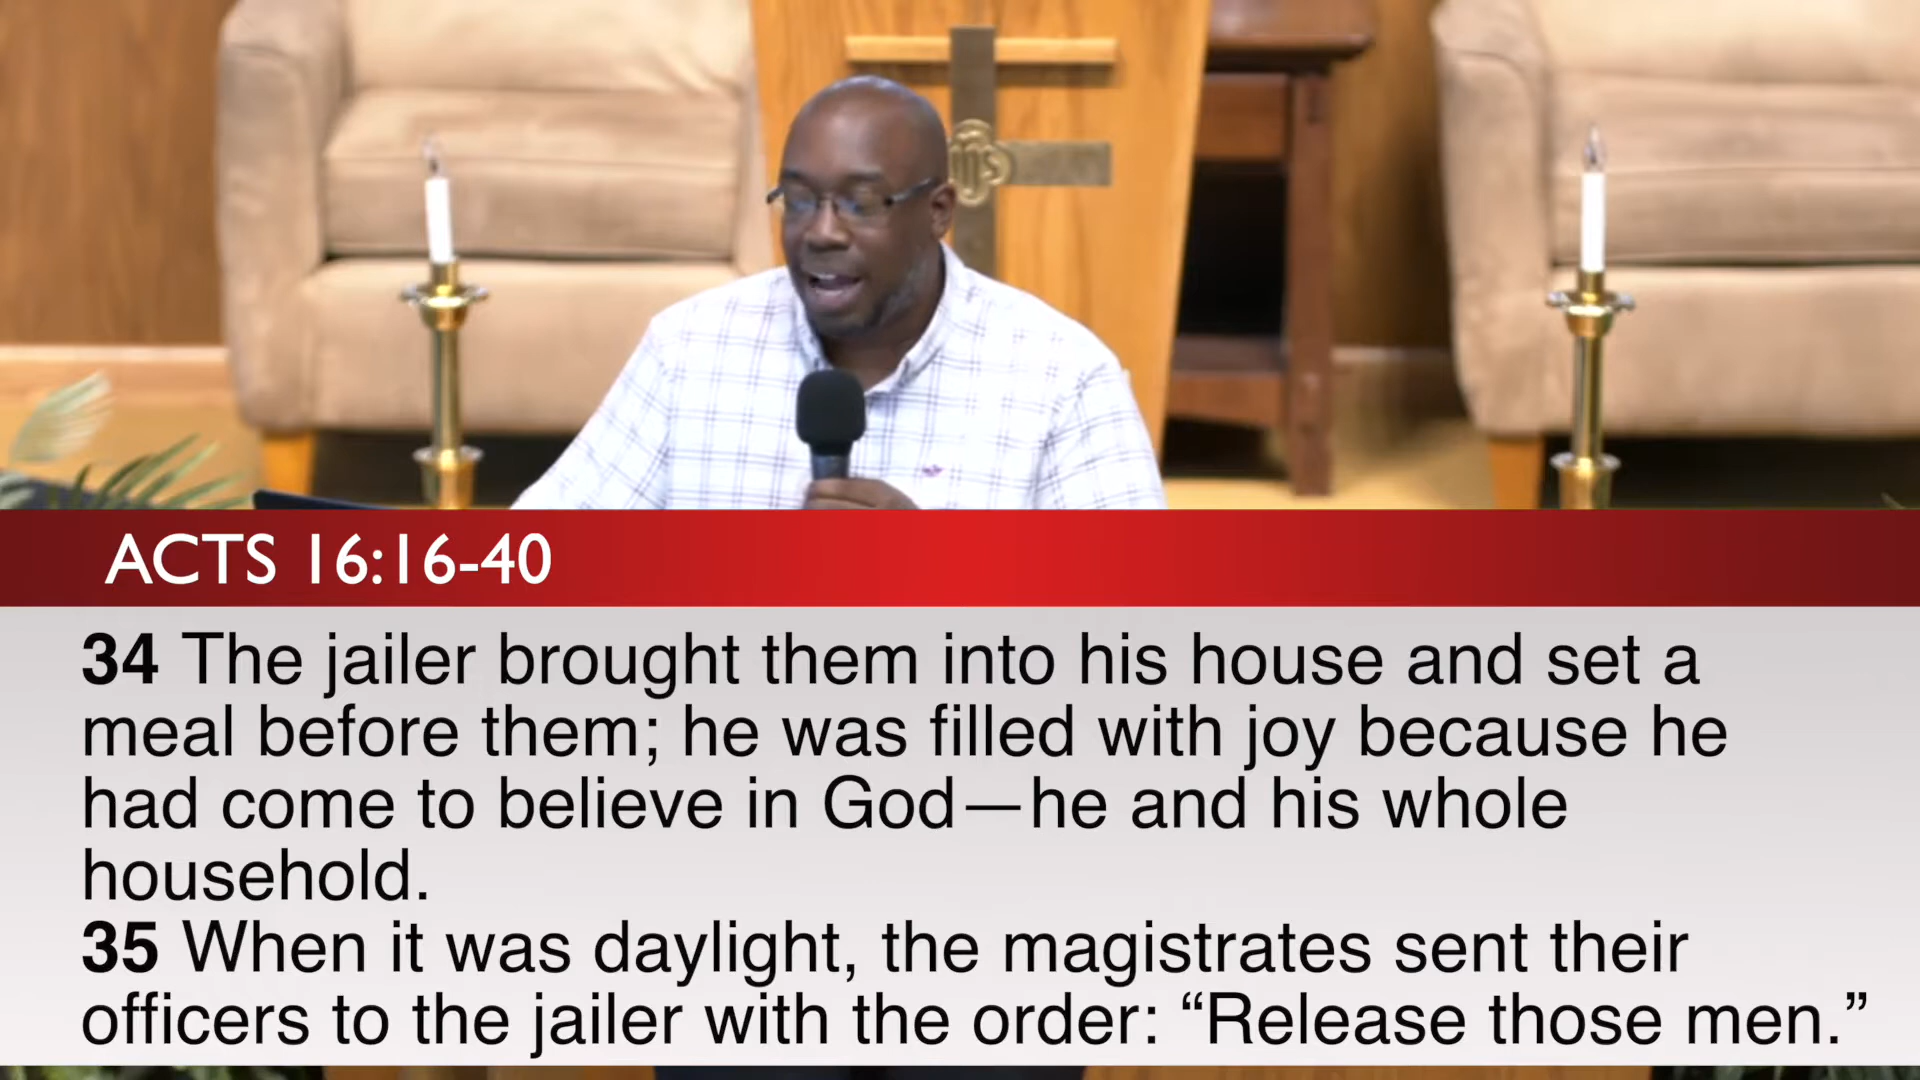 IHS
ACTS 16:16-40
34 The jailer brought them into his house and set a
meal before them; he was filled with joy because he
had come to believe in God—he and his whole
household.
35 When it was daylight, the magistrates sent their
officers to the jailer with the order: “Release those men.”